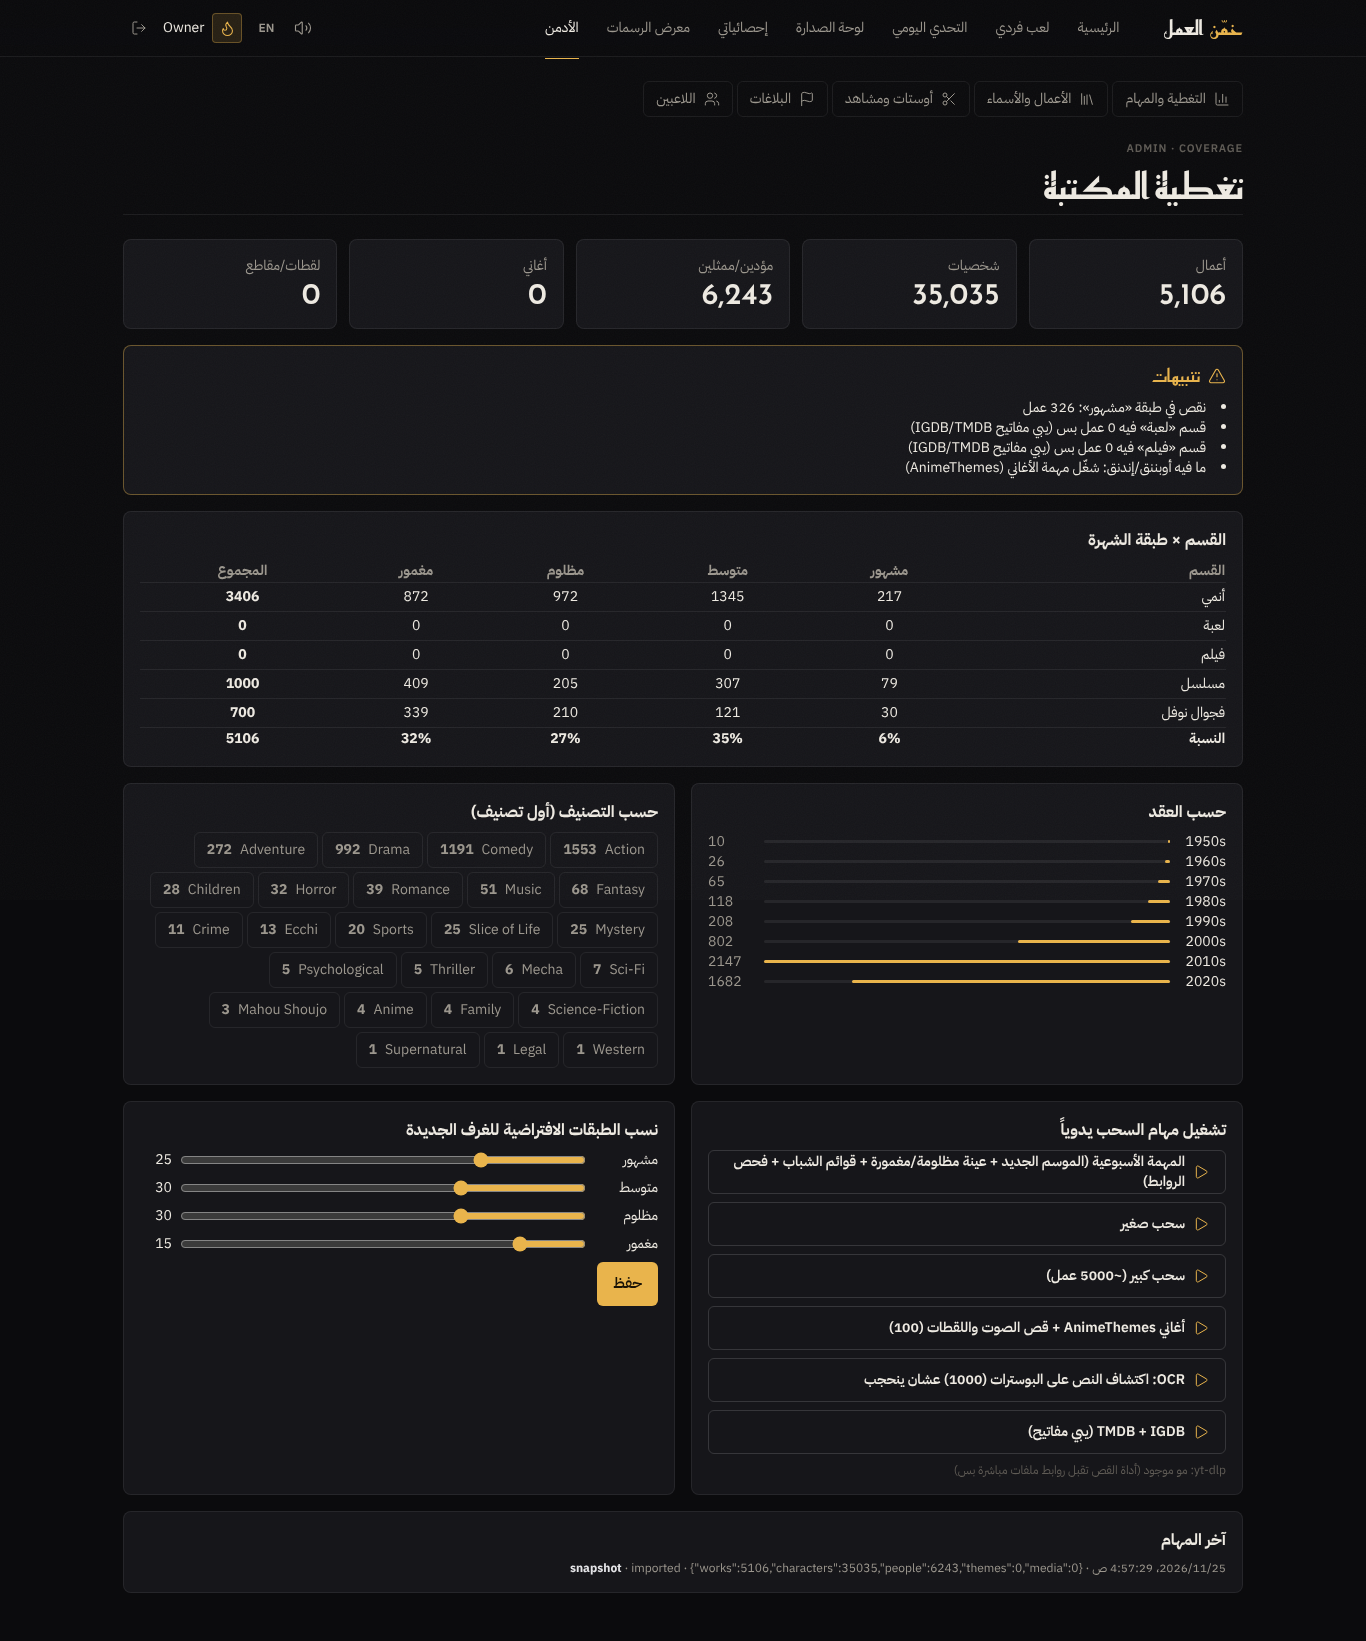 خمّن العمل
الرئيسية
لعب فردي
التحدي اليومي
لوحة الصدارة
إحصائياتي
معرض الرسمات
الأدمن
EN
Owner
التغطية والمهام
الأعمال والأسماء
أوستات ومشاهد
البلاغات
اللاعبين
ADMIN · COVERAGE
تغطية المكتبة
أعمال
5,106
شخصيات
35,035
مؤدين/ممثلين
6,243
أغاني
0
لقطات/مقاطع
0
تنبيهات
نقص في طبقة «مشهور»: 326 عمل
قسم «لعبة» فيه 0 عمل بس (يبي مفاتيح IGDB/TMDB)
قسم «فيلم» فيه 0 عمل بس (يبي مفاتيح IGDB/TMDB)
ما فيه أوبننق/إندنق: شغّل مهمة الأغاني (AnimeThemes)
القسم × طبقة الشهرة
القسم مشهور متوسط مظلوم مغمور المجموع
أنمي 217 1345 972 872 3406
لعبة 0 0 0 0 0
فيلم 0 0 0 0 0
مسلسل 79 307 205 409 1000
فجوال نوفل 30 121 210 339 700
النسبة 6% 35% 27% 32% 5106
حسب العقد
1950s 10
1960s 26
1970s 65
1980s 118
1990s 208
2000s 802
2010s 2147
2020s 1682
حسب التصنيف (أول تصنيف)
Action 1553 Comedy 1191 Drama 992 Adventure 272
Fantasy 68 Music 51 Romance 39 Horror 32 Children 28
Mystery 25 Slice of Life 25 Sports 20 Ecchi 13 Crime 11
Sci-Fi 7 Mecha 6 Thriller 5 Psychological 5
Science-Fiction 4 Family 4 Anime 4 Mahou Shoujo 3
Western 1 Legal 1 Supernatural 1
تشغيل مهام السحب يدوياً
المهمة الأسبوعية (الموسم الجديد + عينة مظلومة/مغمورة + قوائم الشباب + فحص
الروابط)
سحب صغير
سحب كبير (~5000 عمل)
أغاني AnimeThemes + قص الصوت واللقطات (100)
OCR: اكتشاف النص على البوسترات (1000) عشان ينحجب
TMDB + IGDB (يبي مفاتيح)
yt-dlp: مو موجود (أداة القص تقبل روابط ملفات مباشرة بس)
نسب الطبقات الافتراضية للغرف الجديدة
مشهور 25
متوسط 30
مظلوم 30
مغمور 15
حفظ
آخر المهام
2026/11/25، 4:57:29 ص · snapshot · imported · {"works":5106,"characters":35035,"people":6243,"themes":0,"media":0}